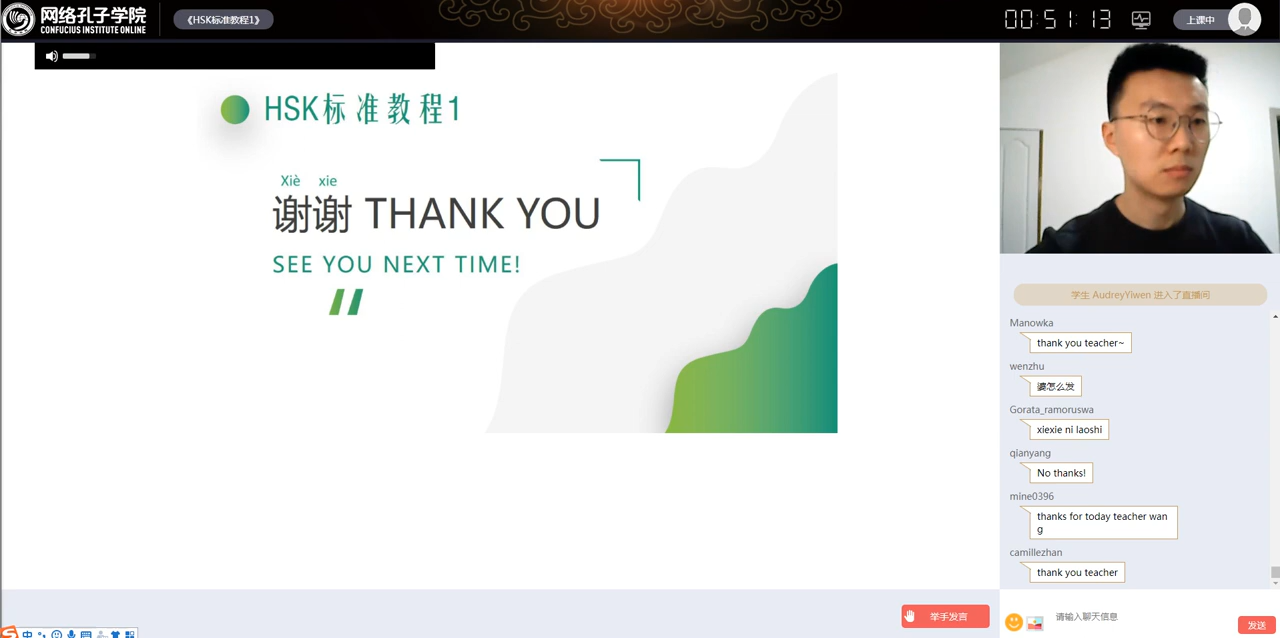 网络孔子学院
CONFUCIUS INSTITUTE ONLINE
《HSK标准教程1》
00:51:13
上课中
HSK标准教程1
Xiè xie
谢谢 THANK YOU
SEE YOU NEXT TIME!
学生 AudreyYiwen 进入了直播间
Manowka
thank you teacher~
wenzhu
婆怎么发
Gorata_ramoruswa
xiexie ni laoshi
qianyang
No thanks!
mine0396
thanks for today teacher wan
g
camillezhan
thank you teacher
举手发言
请输入聊天信息
发送
中